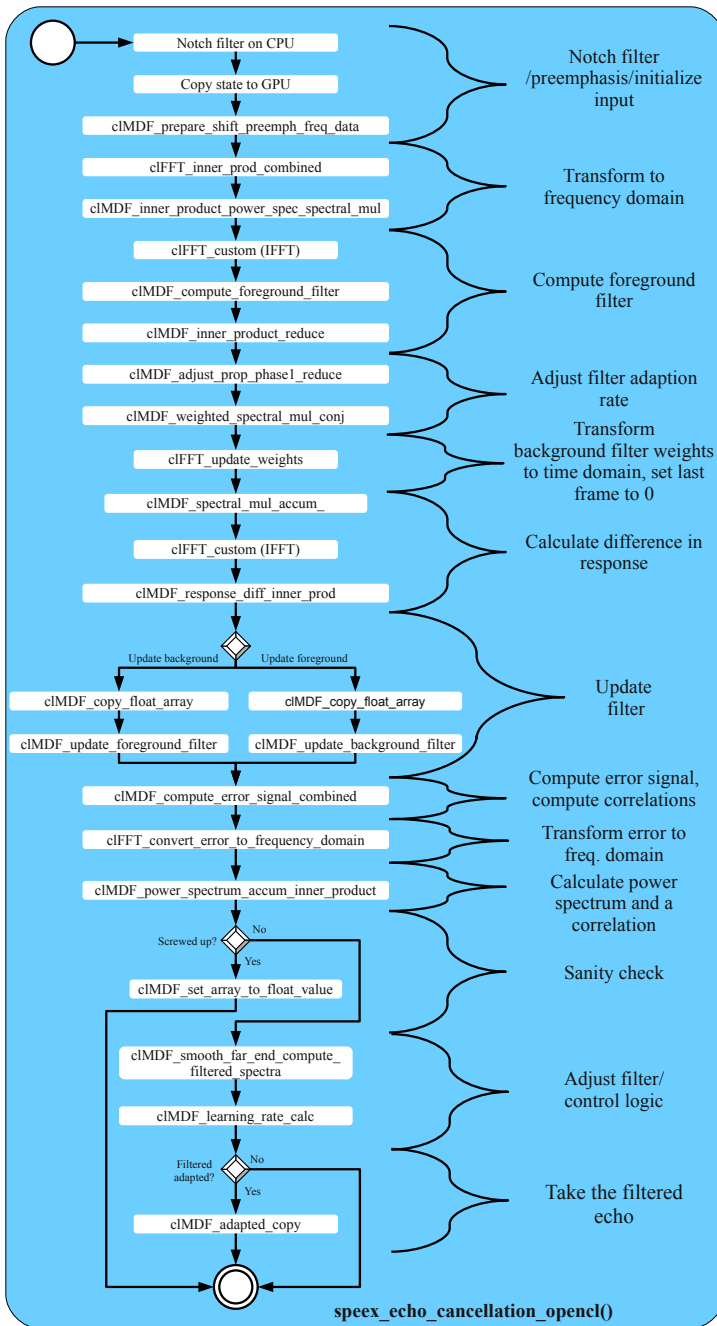 Notch filter on CPU
Copy state to GPU
clMDF_prepare_shift_preemph_freq_data
Notch filter
/preemphasis/initialize
input
clFFT_inner_prod_combined
clMDF_inner_product_power_spec_spectral_mul
Transform to
frequency domain
clFFT_custom (IFFT)
clMDF_compute_foreground_filter
clMDF_inner_product_reduce
Compute foreground
filter
clMDF_adjust_prop_phase1_reduce
clMDF_weighted_spectral_mul_conj
Adjust filter adaption
rate
clFFT_update_weights
Transform
background filter weights
to time domain, set last
frame to 0
clMDF_spectral_mul_accum_
clFFT_custom (IFFT)
clMDF_response_diff_inner_prod
Calculate difference in
response
Update background
Update foreground
clMDF_copy_float_array
clMDF_copy_float_array
clMDF_update_foreground_filter
clMDF_update_background_filter
Update
filter
clMDF_compute_error_signal_combined
Compute error signal,
compute correlations
clFFT_convert_error_to_frequency_domain
Transform error to
freq. domain
clMDF_power_spectrum_accum_inner_product
Calculate power
spectrum and a
correlation
Screwed up?
No
Yes
clMDF_set_array_to_float_value
Sanity check
clMDF_smooth_far_end_compute_
filtered_spectra
clMDF_learning_rate_calc
Adjust filter/
control logic
Filtered
adapted?
No
Yes
clMDF_adapted_copy
Take the filtered
echo
speex_echo_cancellation_opencl()